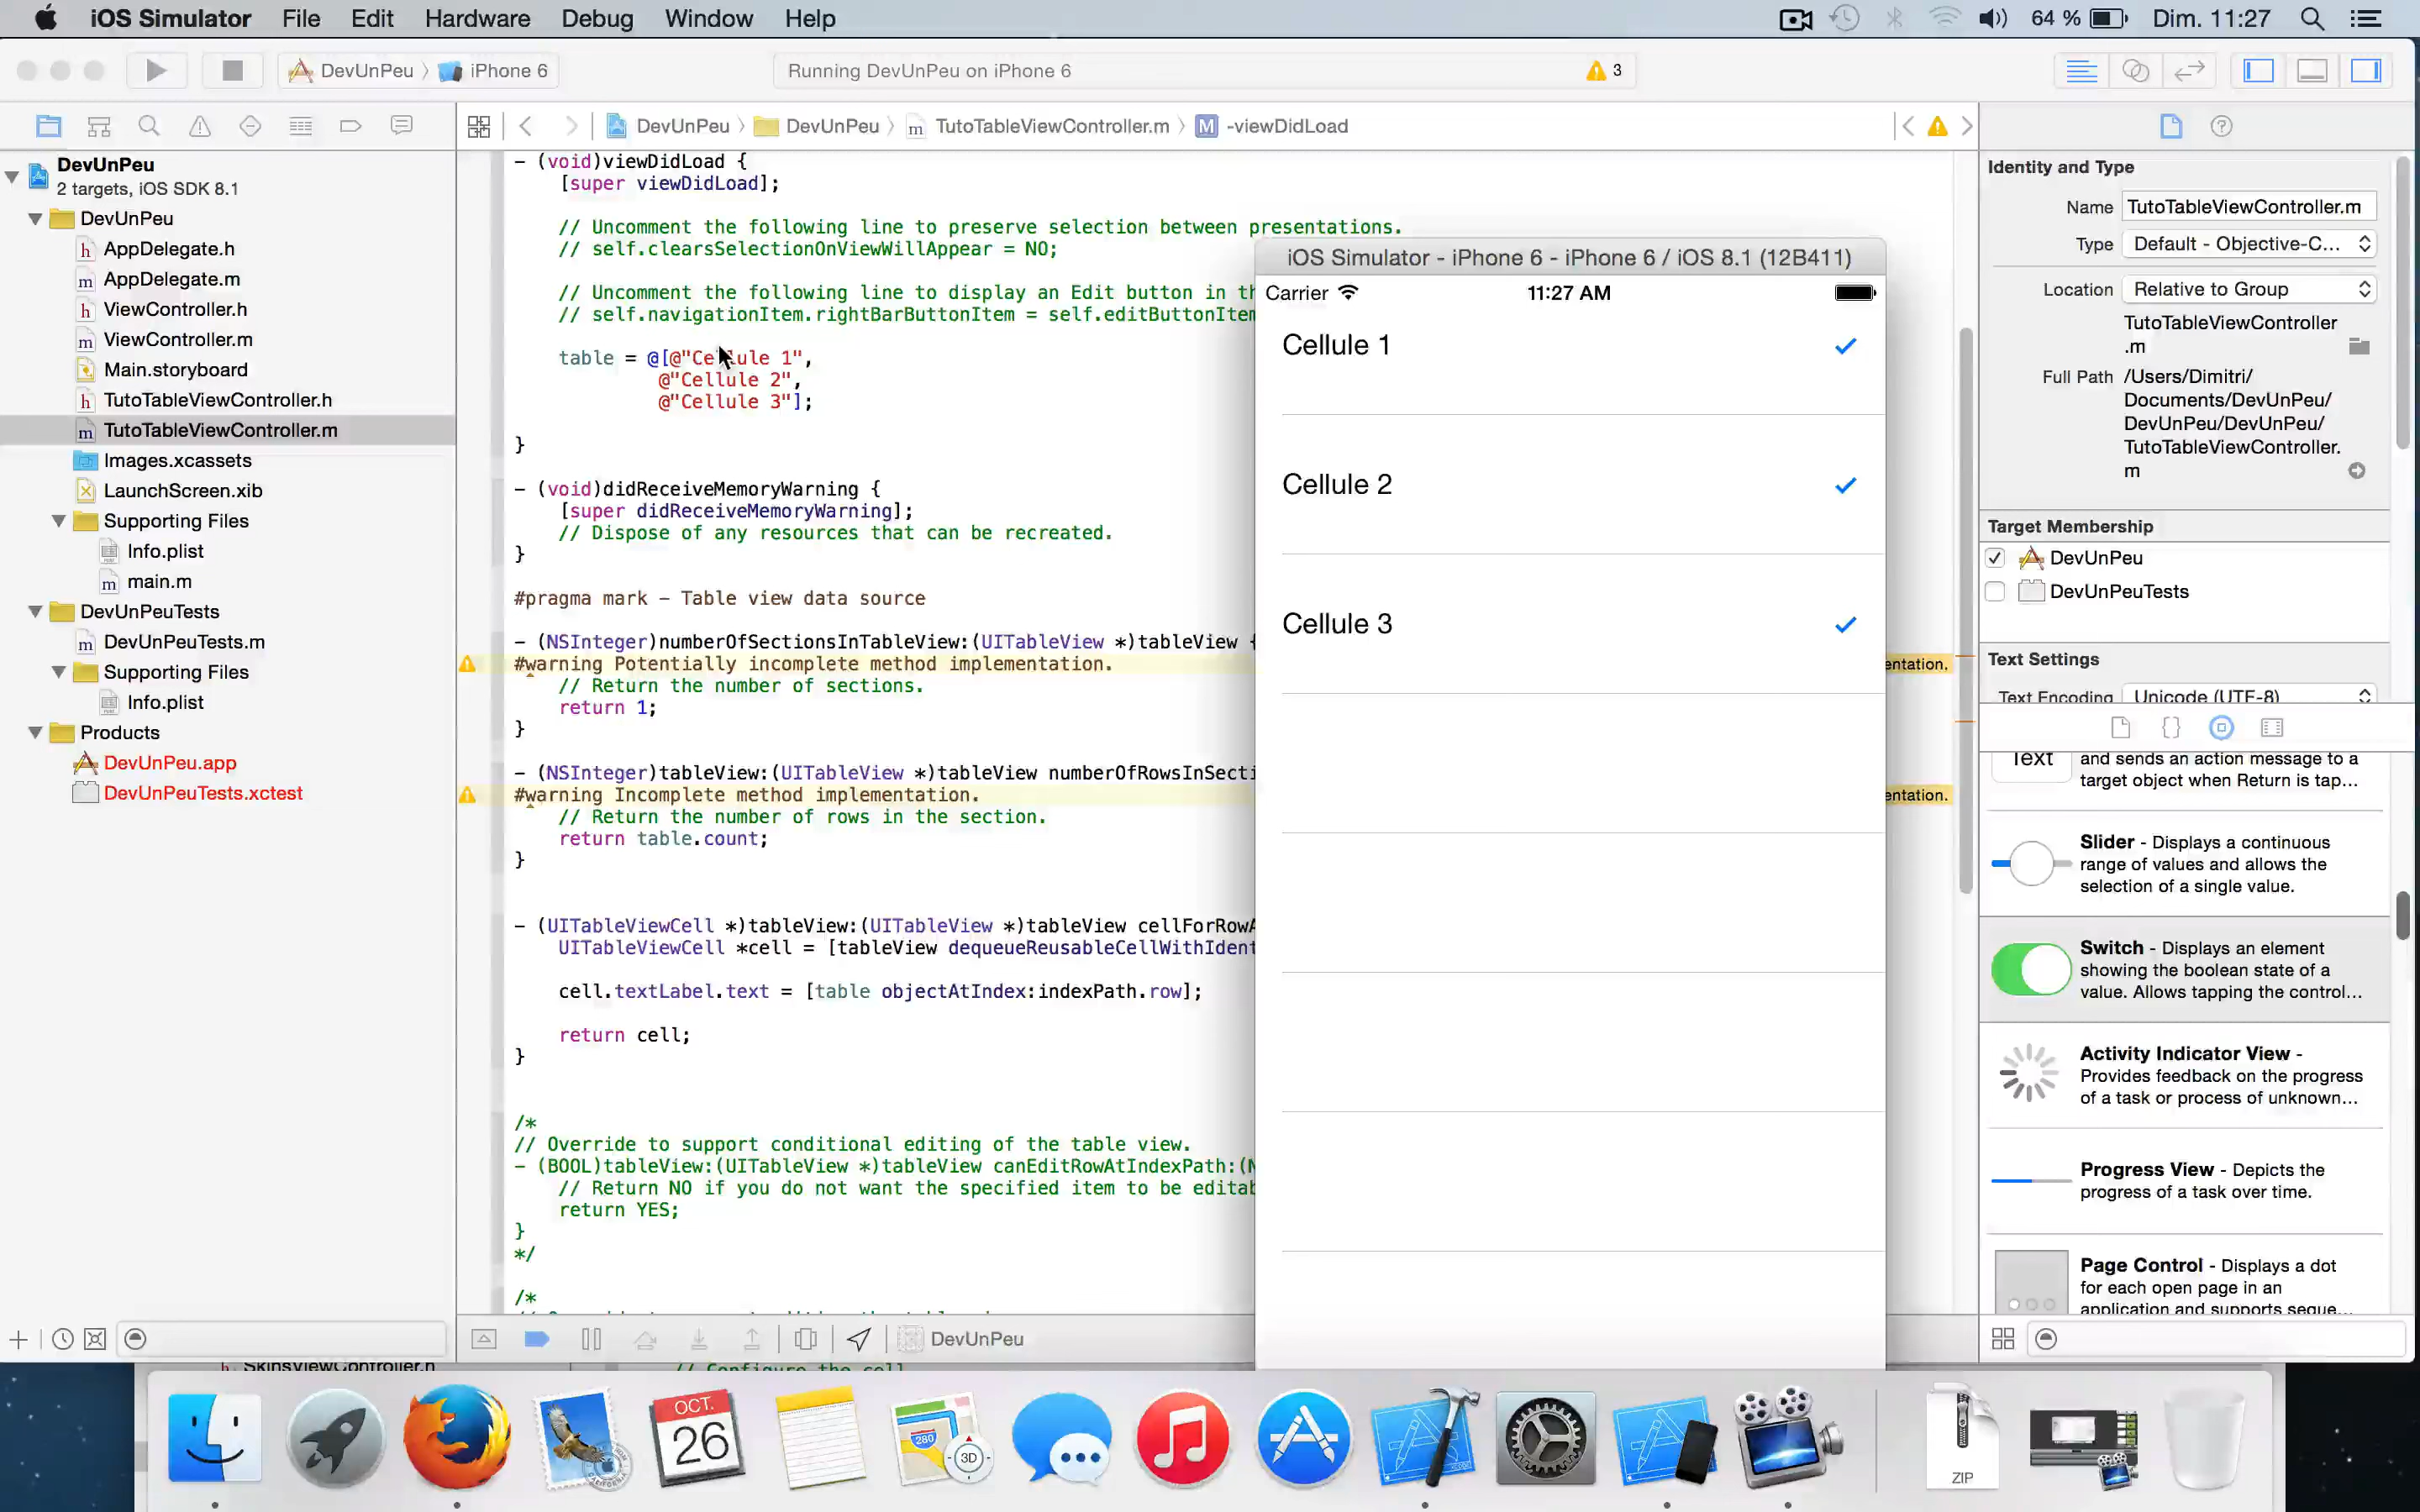 iOS Simulator File Edit Hardware Debug Window Help 64 % Dim. 11:27
DevUnPeu iPhone 6 Running DevUnPeu on iPhone 6 3
DevUnPeu DevUnPeu TutoTableViewController.m M -viewDidLoad
DevUnPeu
2 targets, iOS SDK 8.1
DevUnPeu
AppDelegate.h
AppDelegate.m
ViewController.h
ViewController.m
Main.storyboard
TutoTableViewController.h
TutoTableViewController.m
Images.xcassets
LaunchScreen.xib
Supporting Files
Info.plist
main.m
DevUnPeuTests
DevUnPeuTests.m
Supporting Files
Info.plist
Products
DevUnPeu.app
DevUnPeuTests.xctest
- (void)viewDidLoad {
[super viewDidLoad];
// Uncomment the following line to preserve selection between presentations.
// self.clearsSelectionOnViewWillAppear = NO;
// Uncomment the following line to display an Edit button in th
// self.navigationItem.rightBarButtonItem = self.editButtonItem
table = @[@"Cellule 1",
@"Cellule 2",
@"Cellule 3"];
}
- (void)didReceiveMemoryWarning {
[super didReceiveMemoryWarning];
// Dispose of any resources that can be recreated.
}
#pragma mark - Table view data source
- (NSInteger)numberOfSectionsInTableView:(UITableView *)tableView {
#warning Potentially incomplete method implementation.
// Return the number of sections.
return 1;
}
- (NSInteger)tableView:(UITableView *)tableView numberOfRowsInSecti
#warning Incomplete method implementation.
// Return the number of rows in the section.
return table.count;
}
- (UITableViewCell *)tableView:(UITableView *)tableView cellForRowA
UITableViewCell *cell = [tableView dequeueReusableCellWithIdent
cell.textLabel.text = [table objectAtIndex:indexPath.row];
return cell;
}
/*
// Override to support conditional editing of the table view.
- (BOOL)tableView:(UITableView *)tableView canEditRowAtIndexPath:(N
// Return NO if you do not want the specified item to be editab
return YES;
}
*/
/*
DevUnPeu
entation.
entation.
iOS Simulator - iPhone 6 - iPhone 6 / iOS 8.1 (12B411)
Carrier 11:27 AM
Cellule 1
Cellule 2
Cellule 3
Identity and Type
Name TutoTableViewController.m
Type Default - Objective-C...
Location Relative to Group
TutoTableViewController
.m
Full Path /Users/Dimitri/
Documents/DevUnPeu/
DevUnPeu/DevUnPeu/
TutoTableViewController.
m
Target Membership
DevUnPeu
DevUnPeuTests
Text Settings
Text Encoding Unicode (UTF-8)
Text and sends an action message to a
target object when Return is tap...
Slider - Displays a continuous
range of values and allows the
selection of a single value.
Switch - Displays an element
showing the boolean state of a
value. Allows tapping the control...
Activity Indicator View -
Provides feedback on the progress
of a task or process of unknown...
Progress View - Depicts the
progress of a task over time.
Page Control - Displays a dot
for each open page in an
application and supports seque...
SkinsViewController.h // Configure the cell
OCT.
26
280
3D
ZIP